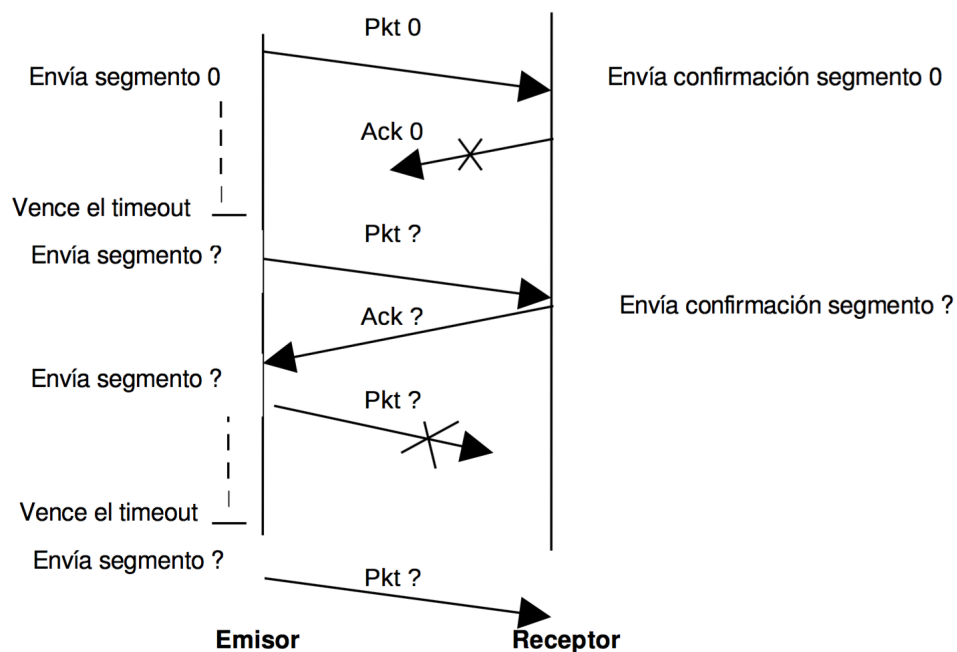 Pkt 0
Envía segmento 0
Envía confirmación segmento 0
Ack 0
Vence el timeout
Pkt ?
Envía segmento ?
Envía confirmación segmento ?
Ack ?
Envía segmento ?
Pkt ?
Vence el timeout
Envía segmento ?
Pkt ?
Emisor
Receptor